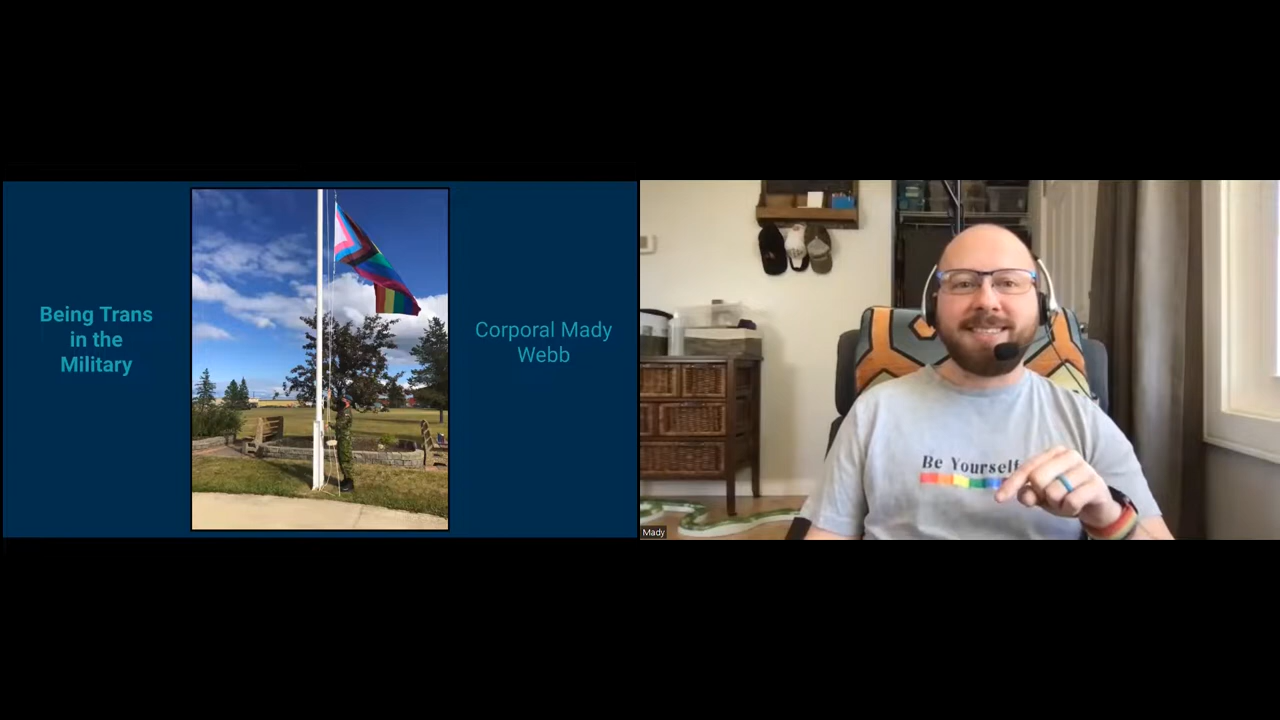 Being Trans
in the
Military
Corporal Mady
Webb
Be Yourself
Mady